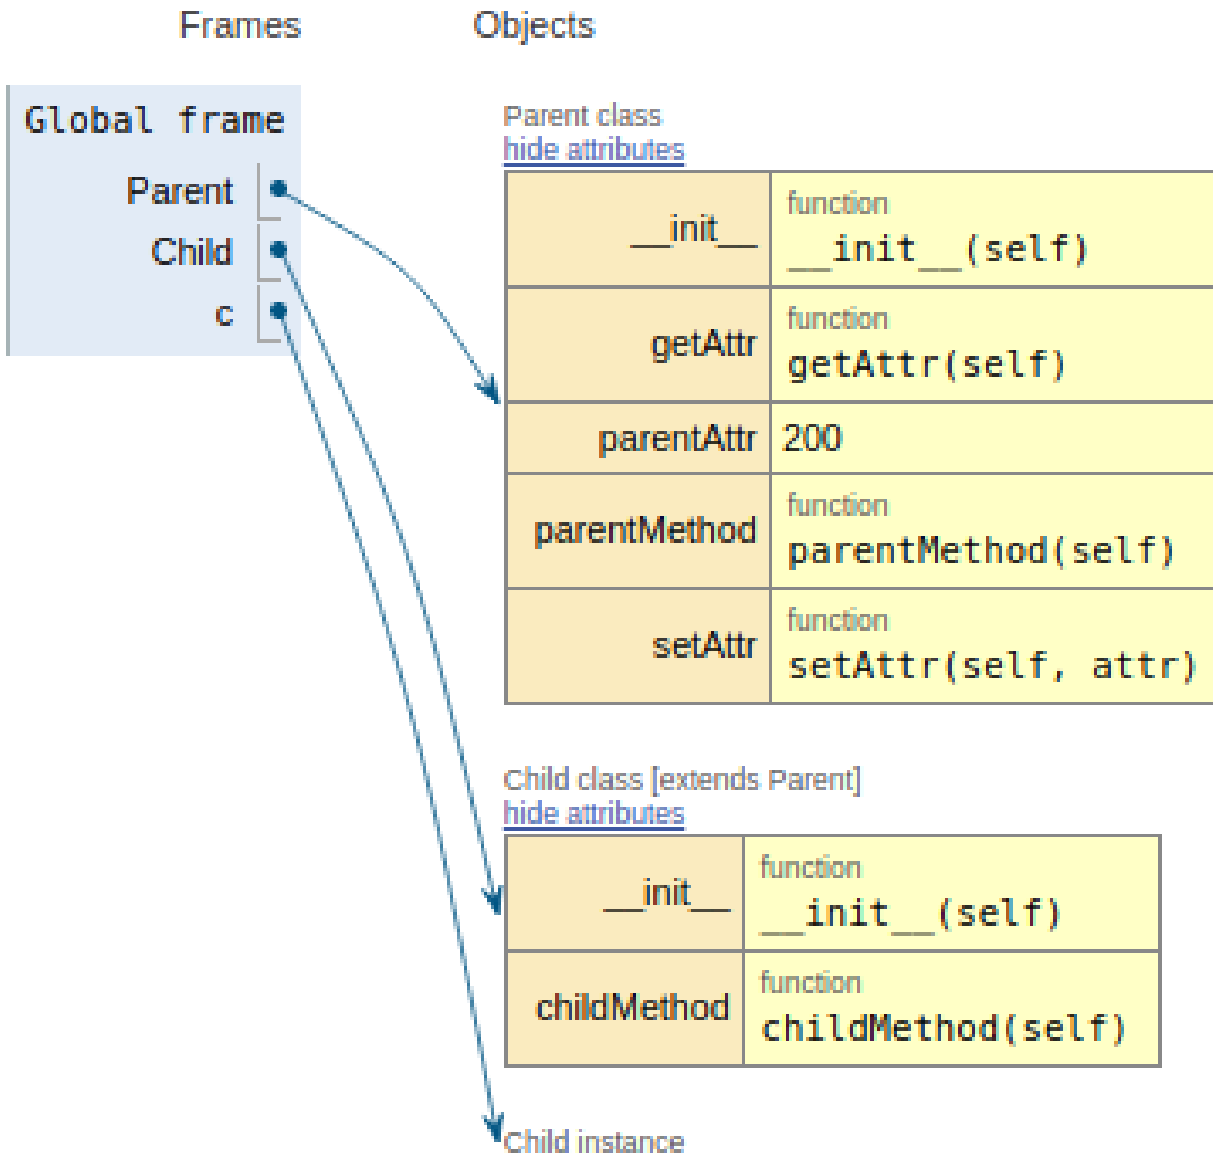 Frames Objects
Global frame
Parent
Child
c
Parent class
hide attributes
__init__ function
__init__(self)
getAttr function
getAttr(self)
parentAttr 200
parentMethod function
parentMethod(self)
setAttr function
setAttr(self, attr)
Child class [extends Parent]
hide attributes
__init__ function
__init__(self)
childMethod function
childMethod(self)
Child instance